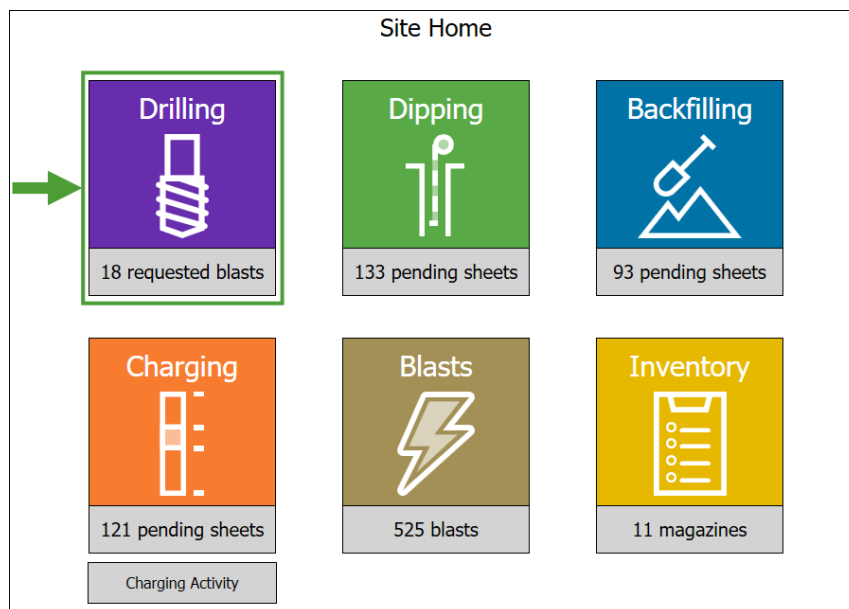 Site Home
Drilling
18 requested blasts
Dipping
133 pending sheets
Backfilling
93 pending sheets
Charging
121 pending sheets
Charging Activity
Blasts
525 blasts
Inventory
11 magazines